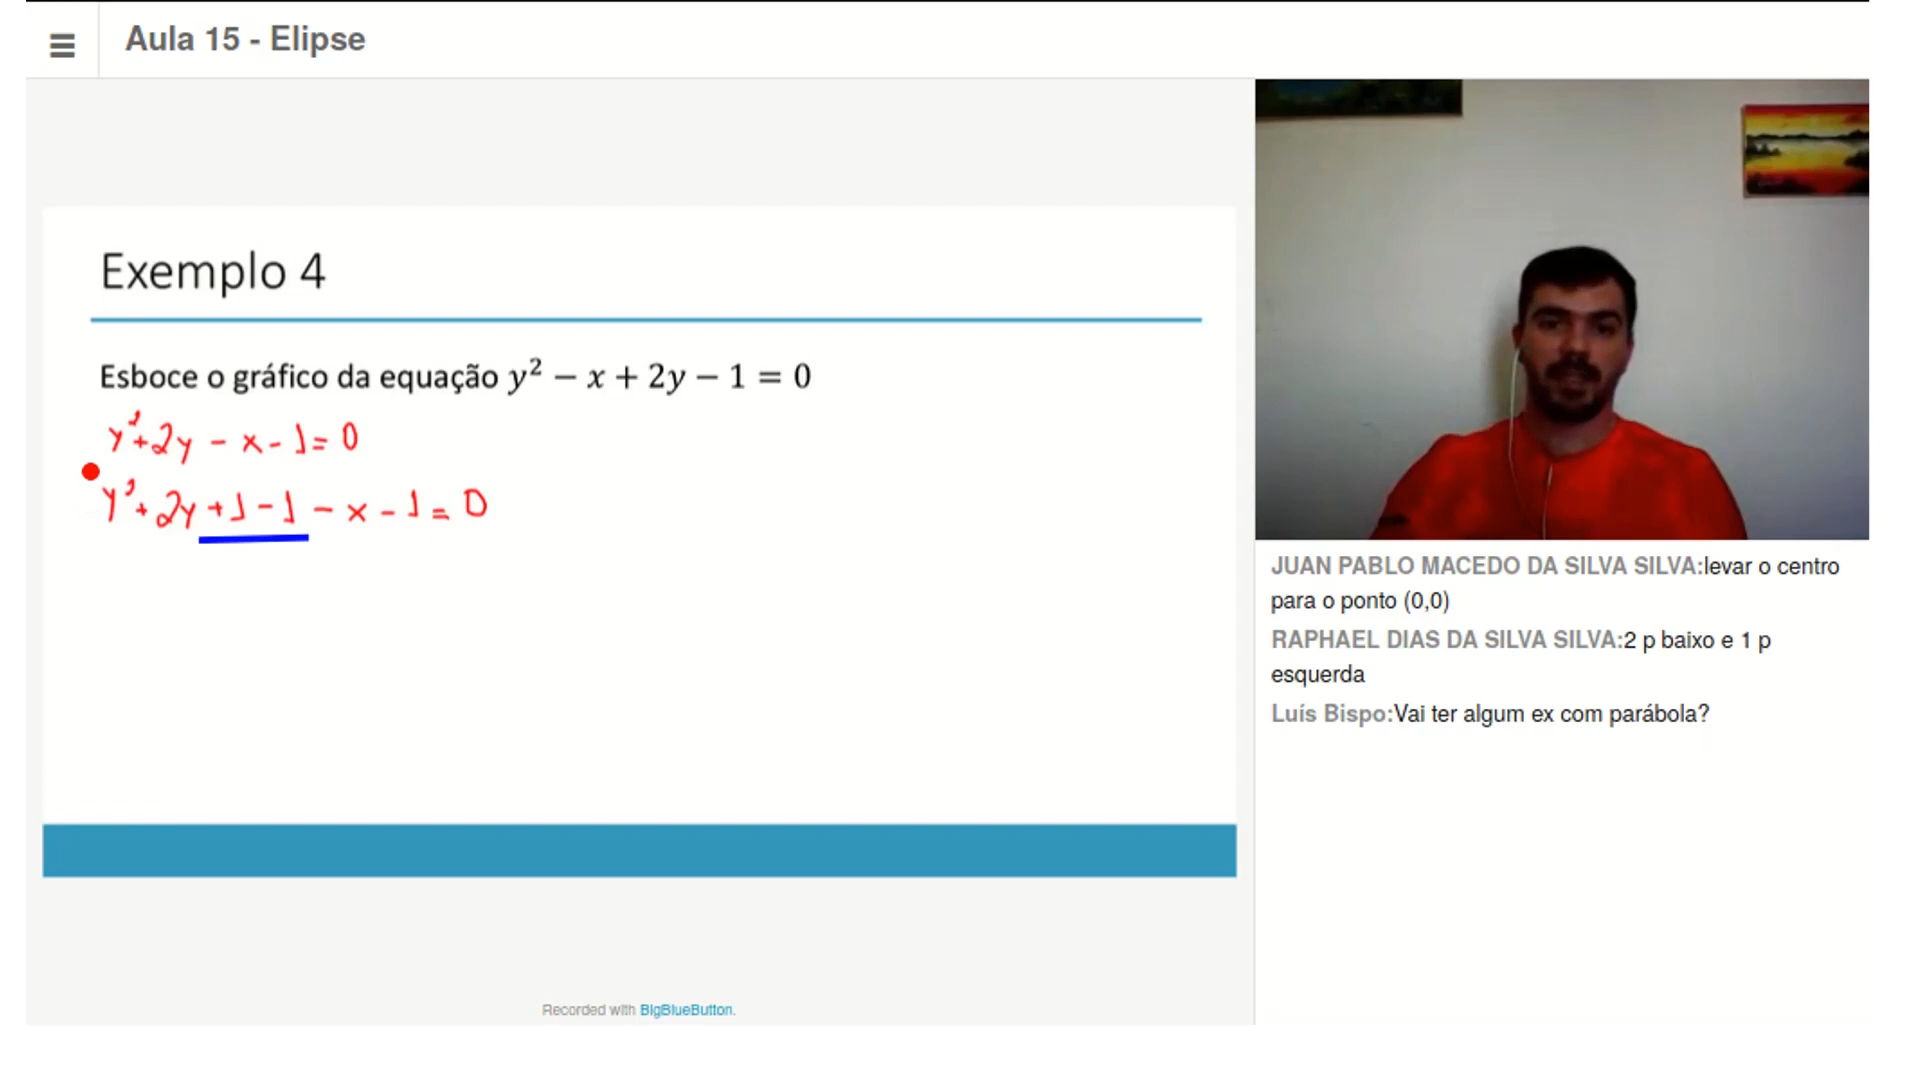 Aula 15 - Elipse
Exemplo 4
Esboce o gráfico da equação y² − x + 2y − 1 = 0
y²+2y - x - 1 = 0
y²+2y+1-1-x-1=0
JUAN PABLO MACEDO DA SILVA SILVA:levar o centro
para o ponto (0,0)
RAPHAEL DIAS DA SILVA SILVA:2 p baixo e 1 p
esquerda
Luís Bispo:Vai ter algum ex com parábola?
Recorded with BigBlueButton.